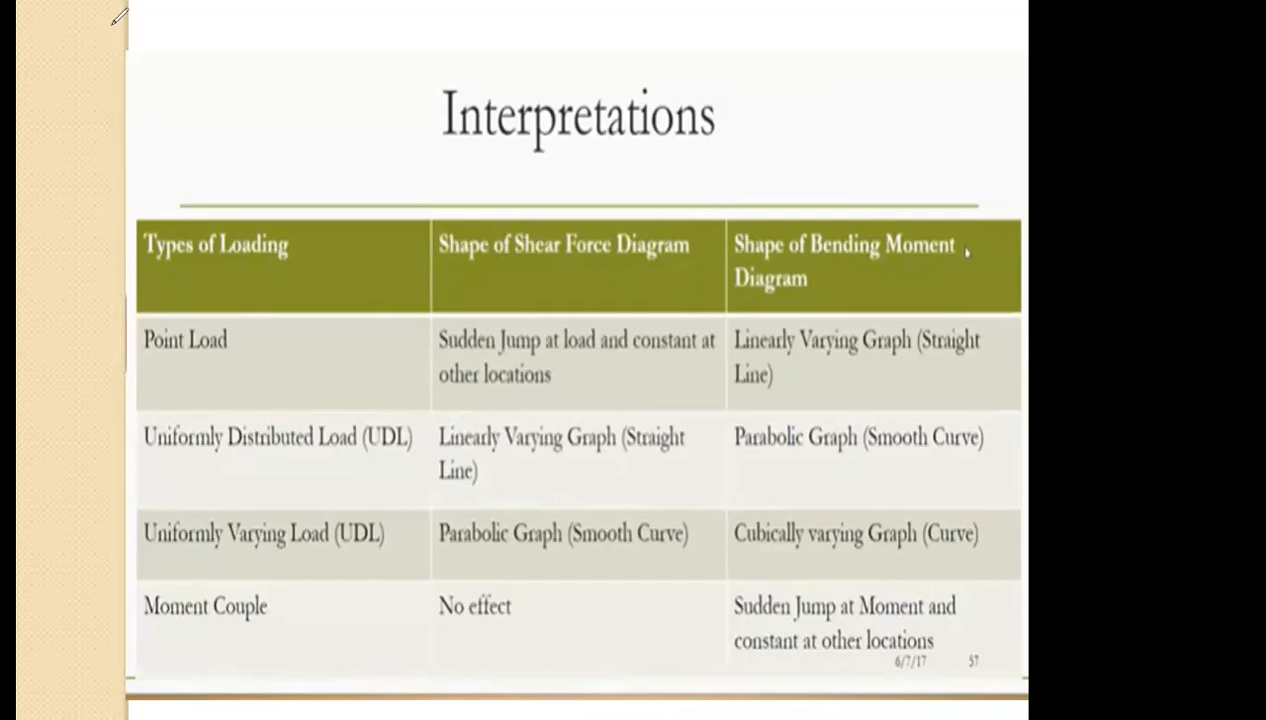 Interpretations
Types of Loading
Shape of Shear Force Diagram
Shape of Bending Moment
Diagram
Point Load
Sudden Jump at load and constant at
other locations
Linearly Varying Graph (Straight
Line)
Uniformly Distributed Load (UDL)
Linearly Varying Graph (Straight
Line)
Parabolic Graph (Smooth Curve)
Uniformly Varying Load (UDL)
Parabolic Graph (Smooth Curve)
Cubically varying Graph (Curve)
Moment Couple
No effect
Sudden Jump at Moment and
constant at other locations
6/7/17
57